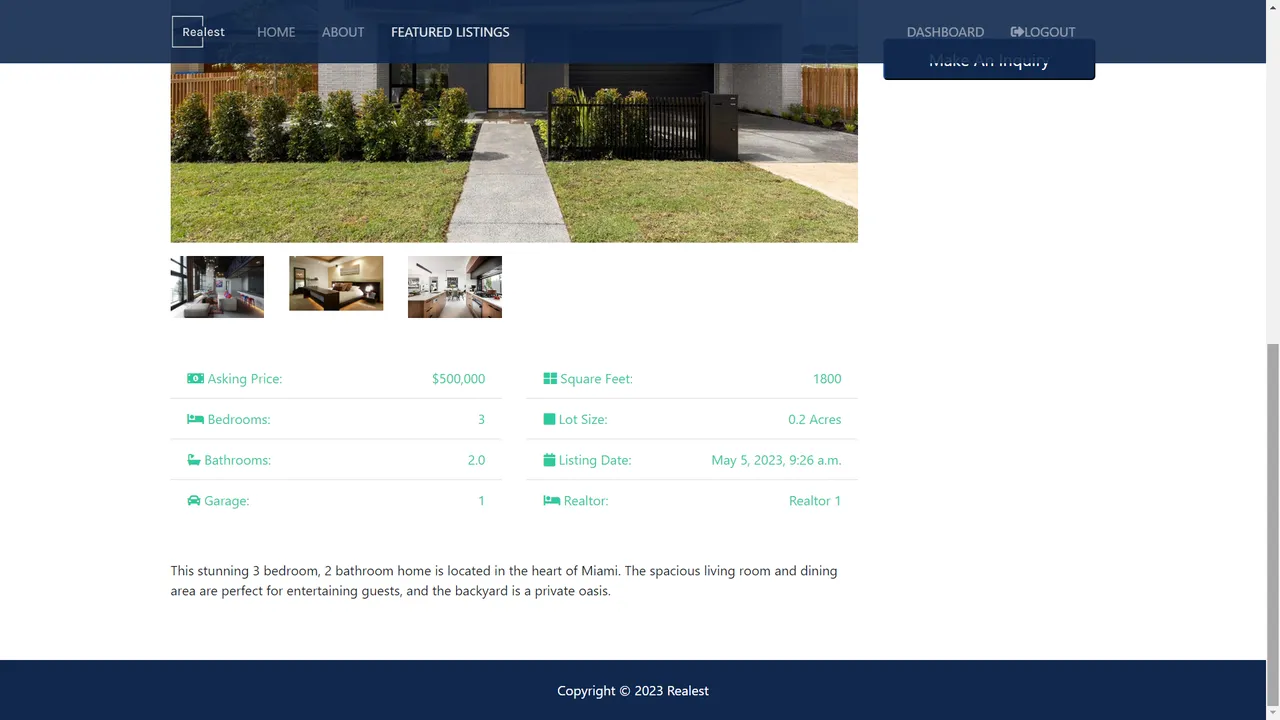 Realest HOME ABOUT FEATURED LISTINGS DASHBOARD LOGOUT
Make An Inquiry
Asking Price: $500,000
Bedrooms: 3
Bathrooms: 2.0
Garage: 1
Square Feet: 1800
Lot Size: 0.2 Acres
Listing Date: May 5, 2023, 9:26 a.m.
Realtor: Realtor 1
This stunning 3 bedroom, 2 bathroom home is located in the heart of Miami. The spacious living room and dining
area are perfect for entertaining guests, and the backyard is a private oasis.
Copyright © 2023 Realest